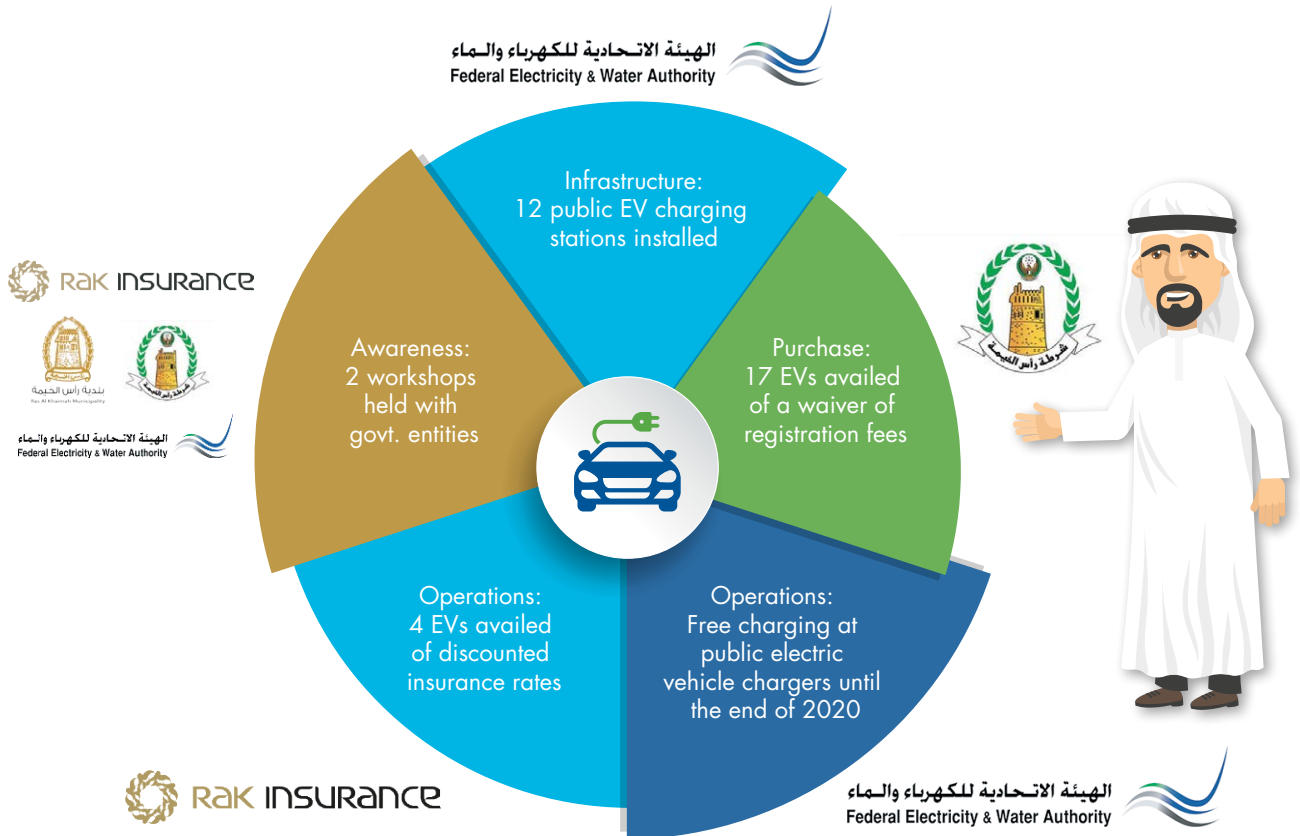 الهيئة الاتحادية للكهرباء والماء
Federal Electricity & Water Authority
Infrastructure:
12 public EV charging
stations installed
Purchase:
17 EVs availed
of a waiver of
registration fees
شرطة رأس الخيمة
Operations:
Free charging at
public electric
vehicle chargers until
the end of 2020
الهيئة الاتحادية للكهرباء والماء
Federal Electricity & Water Authority
Operations:
4 EVs availed
of discounted
insurance rates
RAK INSURANCE
Awareness:
2 workshops
held with
govt. entities
RAK INSURANCE
بلدية رأس الخيمة
Ras Al Khaimah Municipality
شرطة رأس الخيمة
الهيئة الاتحادية للكهرباء والماء
Federal Electricity & Water Authority